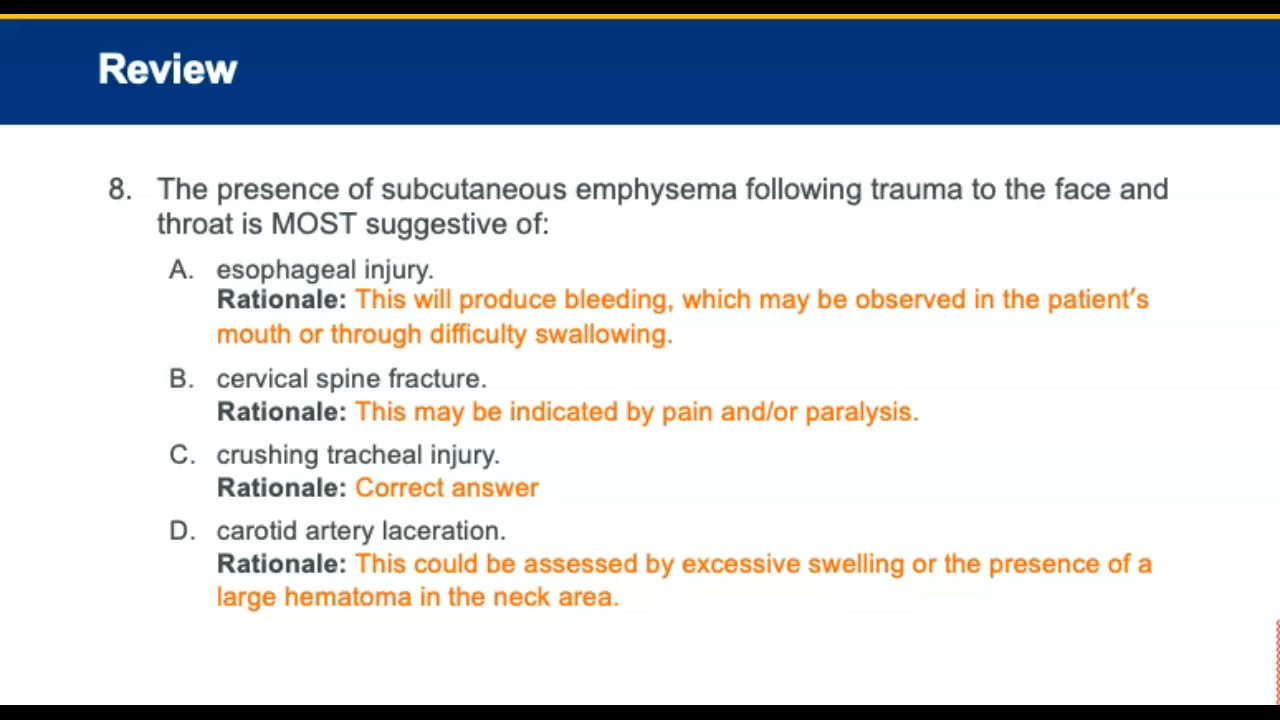 Review
8. The presence of subcutaneous emphysema following trauma to the face and
throat is MOST suggestive of:
A. esophageal injury.
Rationale: This will produce bleeding, which may be observed in the patient’s
mouth or through difficulty swallowing.
B. cervical spine fracture.
Rationale: This may be indicated by pain and/or paralysis.
C. crushing tracheal injury.
Rationale: Correct answer
D. carotid artery laceration.
Rationale: This could be assessed by excessive swelling or the presence of a
large hematoma in the neck area.